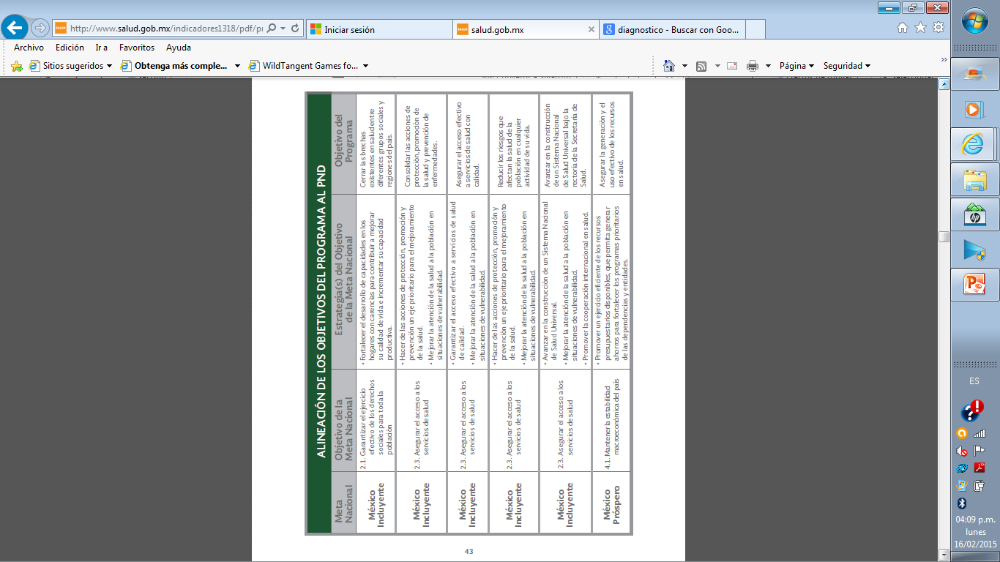 http://www.salud.gob.mx/indicadores1318/pdf/pr
Iniciar sesión
salud.gob.mx
diagnostico - Buscar con Goo...
Archivo Edición Ir a Favoritos Ayuda
Sitios sugeridos
Obtenga más comple...
WildTangent Games fo...
Página
Seguridad
»
ALINEACIÓN DE LOS OBJETIVOS DEL PROGRAMA AL PND
Meta
Nacional
Objetivo de la
Meta Nacional
Estrategia(s) del Objetivo
de la Meta Nacional
Objetivo del
Programa
México
Incluyente
2.1. Garantizar el ejercicio
efectivo de los derechos
sociales para toda la
población
• Fortalecer el desarrollo de capacidades en los
hogares con carencias para contribuir a mejorar
su calidad de vida e incrementar su capacidad
productiva.
Cerrar las brechas
existentes en salud entre
diferentes grupos sociales y
regiones del país.
México
Incluyente
2.3. Asegurar el acceso a los
servicios de salud
• Hacer de las acciones de protección, promoción y
prevención un eje prioritario para el mejoramiento
de la salud.
• Mejorar la atención de la salud a la población en
situaciones de vulnerabilidad.
Consolidar las acciones de
protección, promoción de
la salud y prevención de
enfermedades.
México
Incluyente
2.3. Asegurar el acceso a los
servicios de salud
• Garantizar el acceso efectivo a servicios de salud
de calidad.
• Mejorar la atención de la salud a la población en
situaciones de vulnerabilidad.
Asegurar el acceso efectivo
a servicios de salud con
calidad.
México
Incluyente
2.3. Asegurar el acceso a los
servicios de salud
• Hacer de las acciones de protección, promoción y
prevención un eje prioritario para el mejoramiento
de la salud.
• Mejorar la atención de la salud a la población en
situaciones de vulnerabilidad.
Reducir los riesgos que
afectan la salud de la
población en cualquier
actividad de su vida.
México
Incluyente
2.3. Asegurar el acceso a los
servicios de salud
• Avanzar en la construcción de un Sistema Nacional
de Salud Universal.
• Mejorar la atención de la salud a la población en
situaciones de vulnerabilidad.
• Promover la cooperación internacional en salud.
Avanzar en la construcción
de un Sistema Nacional
de Salud Universal bajo la
rectoría de la Secretaría de
Salud.
México
Próspero
4.1. Mantener la estabilidad
macroeconómica del país
• Promover un ejercicio eficiente de los recursos
presupuestarios disponibles, que permita generar
ahorros para fortalecer los programas prioritarios
de las dependencias y entidades.
Asegurar la generación y el
uso efectivo de los recursos
en salud.
43
ES
04:09 p.m.
lunes
16/02/2015